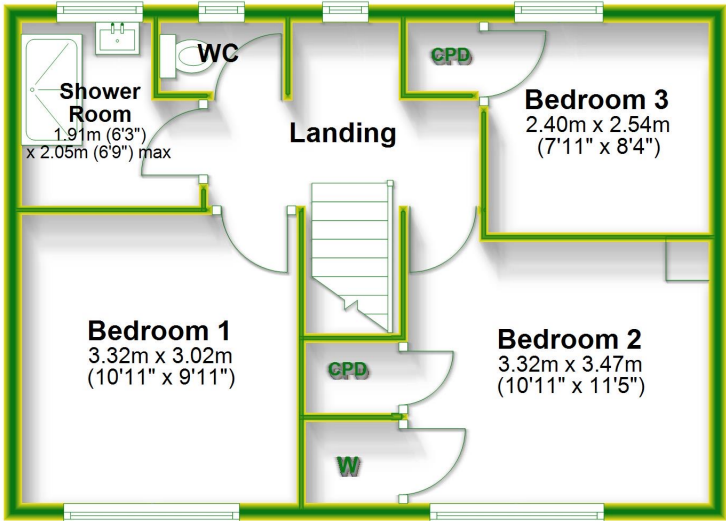 WC
CPD
Shower
Room
1.91m (6'3")
x 2.05m (6'9") max
Landing
Bedroom 3
2.40m x 2.54m
(7'11" x 8'4")
Bedroom 1
3.32m x 3.02m
(10'11" x 9'11")
CPD
Bedroom 2
3.32m x 3.47m
(10'11" x 11'5")
W